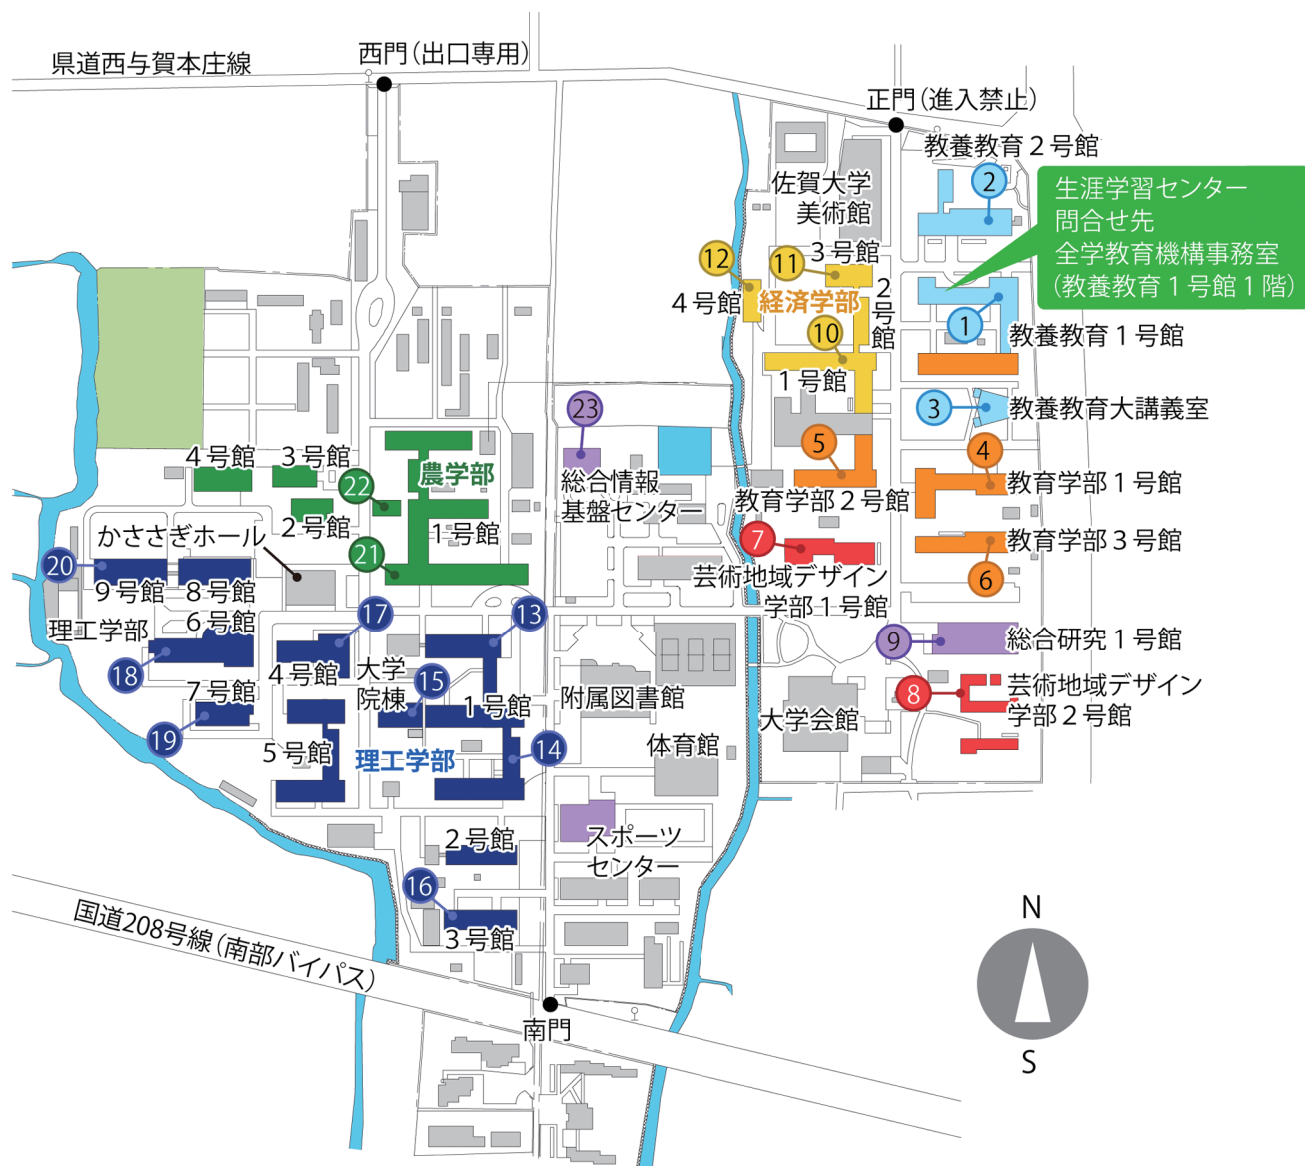 県道西与賀本庄線
西門(出口専用)
正門(進入禁止)
教養教育2号館
2
生涯学習センター
問合せ先
全学教育機構事務室
(教養教育1号館1階)
佐賀大学
美術館
12
11
3号館
4号館
経済学部
2号館
10
1号館
1
教養教育1号館
3
教養教育大講義室
23
総合情報
基盤センター
5
教育学部2号館
4
教育学部1号館
教育学部3号館
6
7
芸術地域デザイン
学部1号館
9
総合研究1号館
8
芸術地域デザイン
学部2号館
大学会館
4号館
3号館
22
農学部
2号館
1号館
21
かささぎホール
20
9号館
8号館
理工学部
6号館
18
7号館
19
17
4号館
大学
院棟
15
13
1号館
5号館
理工学部
14
附属図書館
体育館
2号館
スポーツ
センター
16
3号館
国道208号線(南部バイパス)
南門
N
S